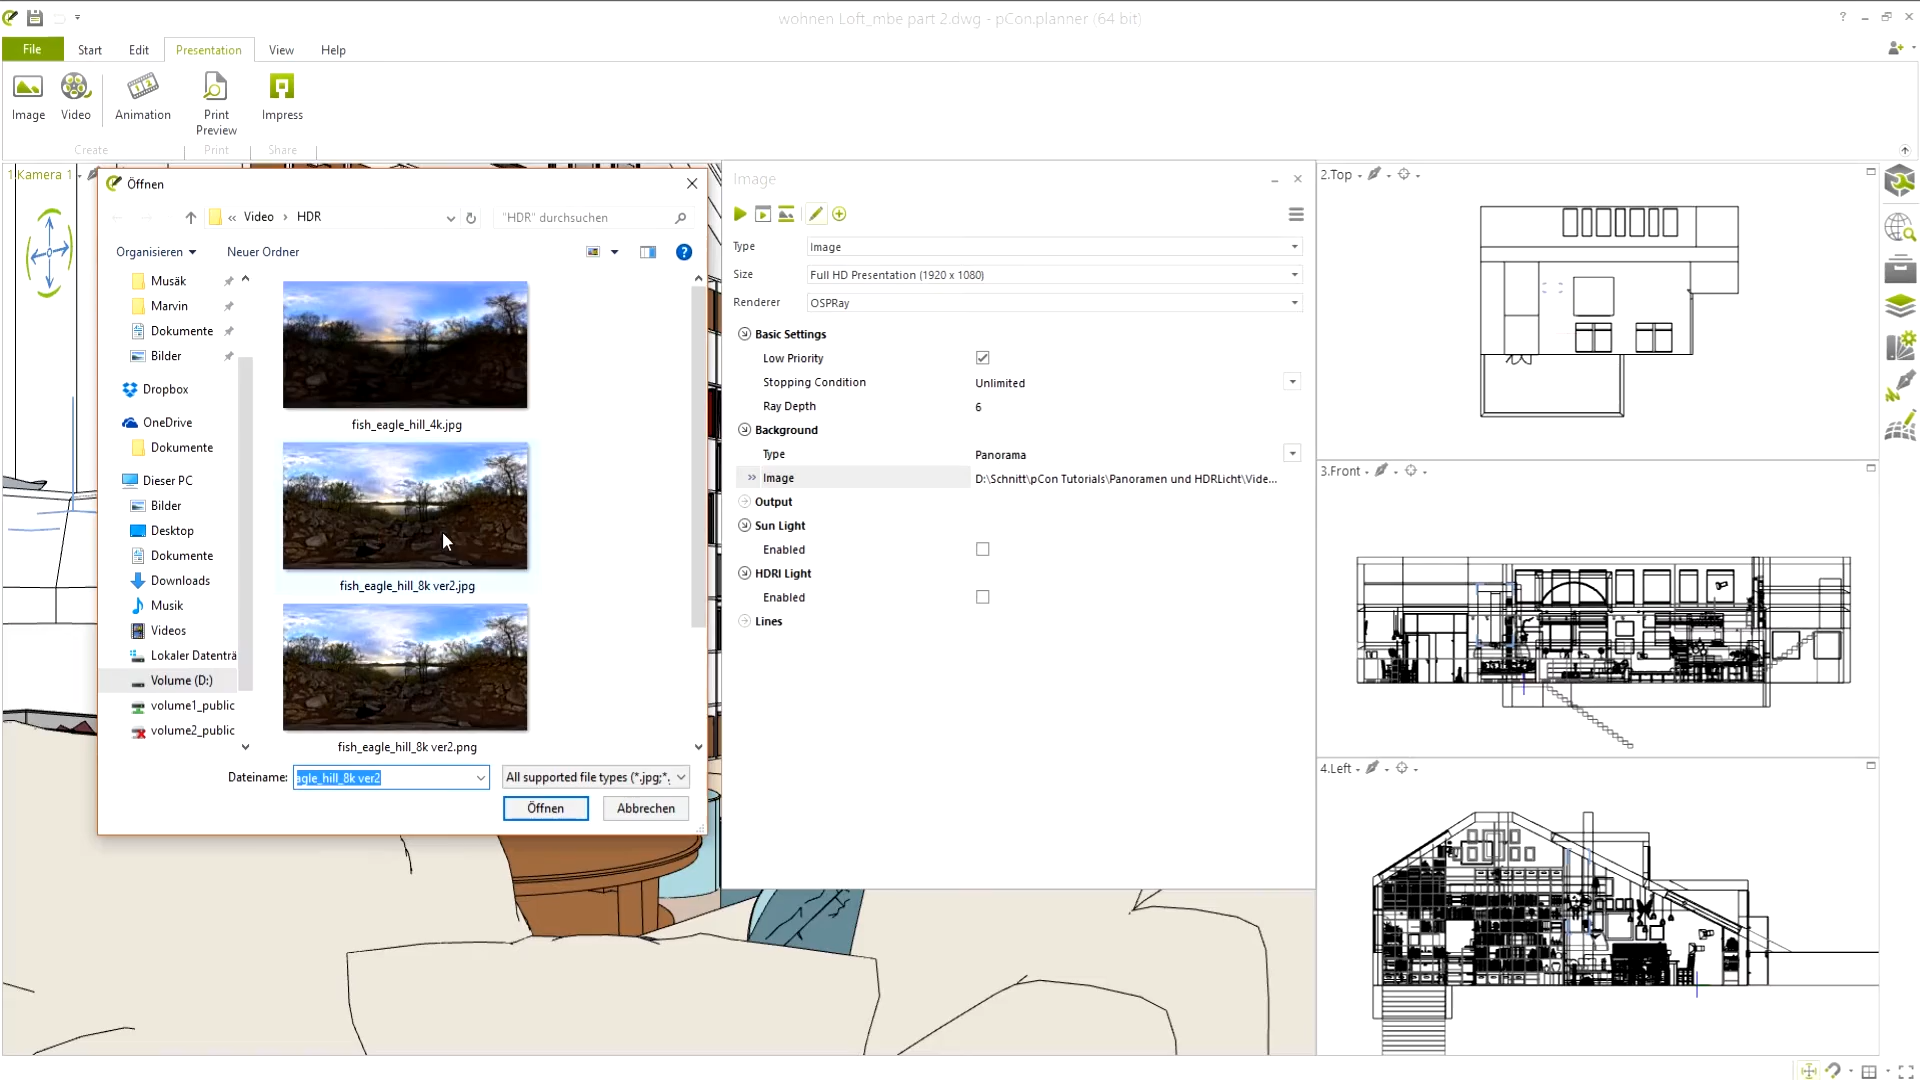 wohnen Loft_mbe part 2.dwg - pCon.planner (64 bit)
File Start Edit Presentation View Help
Image Video Animation Print Preview Impress
Create Print Share
1.Kamera 1
Öffnen
« Video › HDR
"HDR" durchsuchen
Organisieren Neuer Ordner
Musäk
Marvin
Dokumente
Bilder
Dropbox
OneDrive
Dokumente
Dieser PC
Bilder
Desktop
Dokumente
Downloads
Musik
Videos
Lokaler Datenträ
Volume (D:)
volume1_public
volume2_public
fish_eagle_hill_4k.jpg
fish_eagle_hill_8k ver2.jpg
fish_eagle_hill_8k ver2.png
Dateiname: agle_hill_8k ver2
All supported file types (*.jpg;*.
Öffnen Abbrechen
Image
Type Image
Size Full HD Presentation (1920 x 1080)
Renderer OSPRay
Basic Settings
Low Priority
Stopping Condition Unlimited
Ray Depth 6
Background
Type Panorama
Image D:\Schnitt\pCon Tutorials\Panoramen und HDRLicht\Vide...
Output
Sun Light
Enabled
HDRI Light
Enabled
Lines
2.Top
3.Front
4.Left